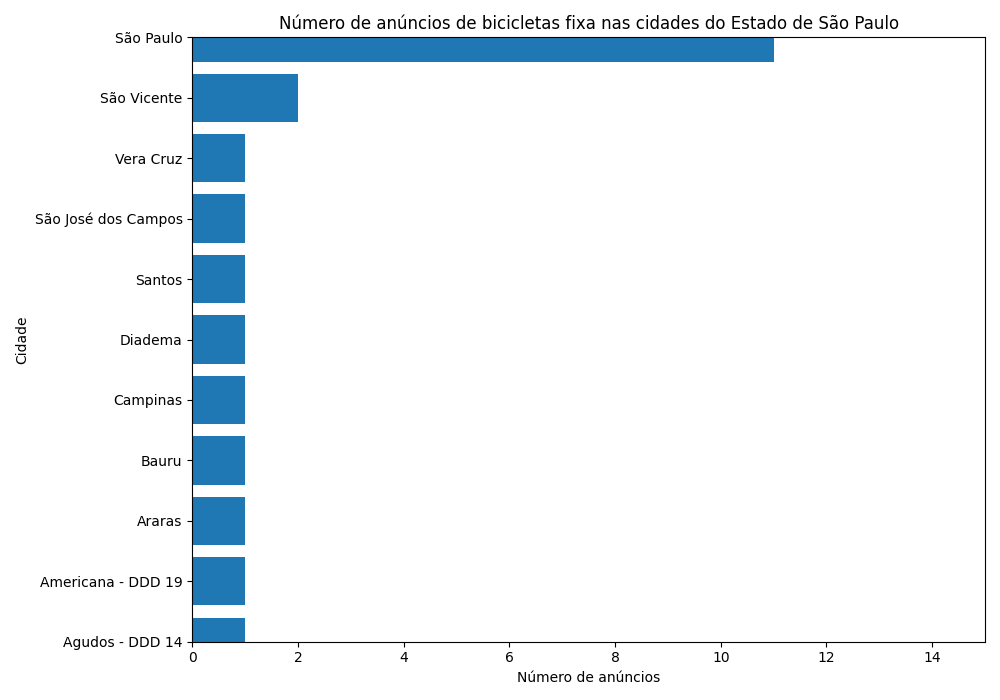 Número de anúncios de bicicletas fixa nas cidades do Estado de São Paulo
São Paulo
São Vicente
Vera Cruz
São José dos Campos
Santos
Diadema
Campinas
Bauru
Araras
Americana - DDD 19
Agudos - DDD 14
Cidade
0 2 4 6 8 10 12 14
Número de anúncios